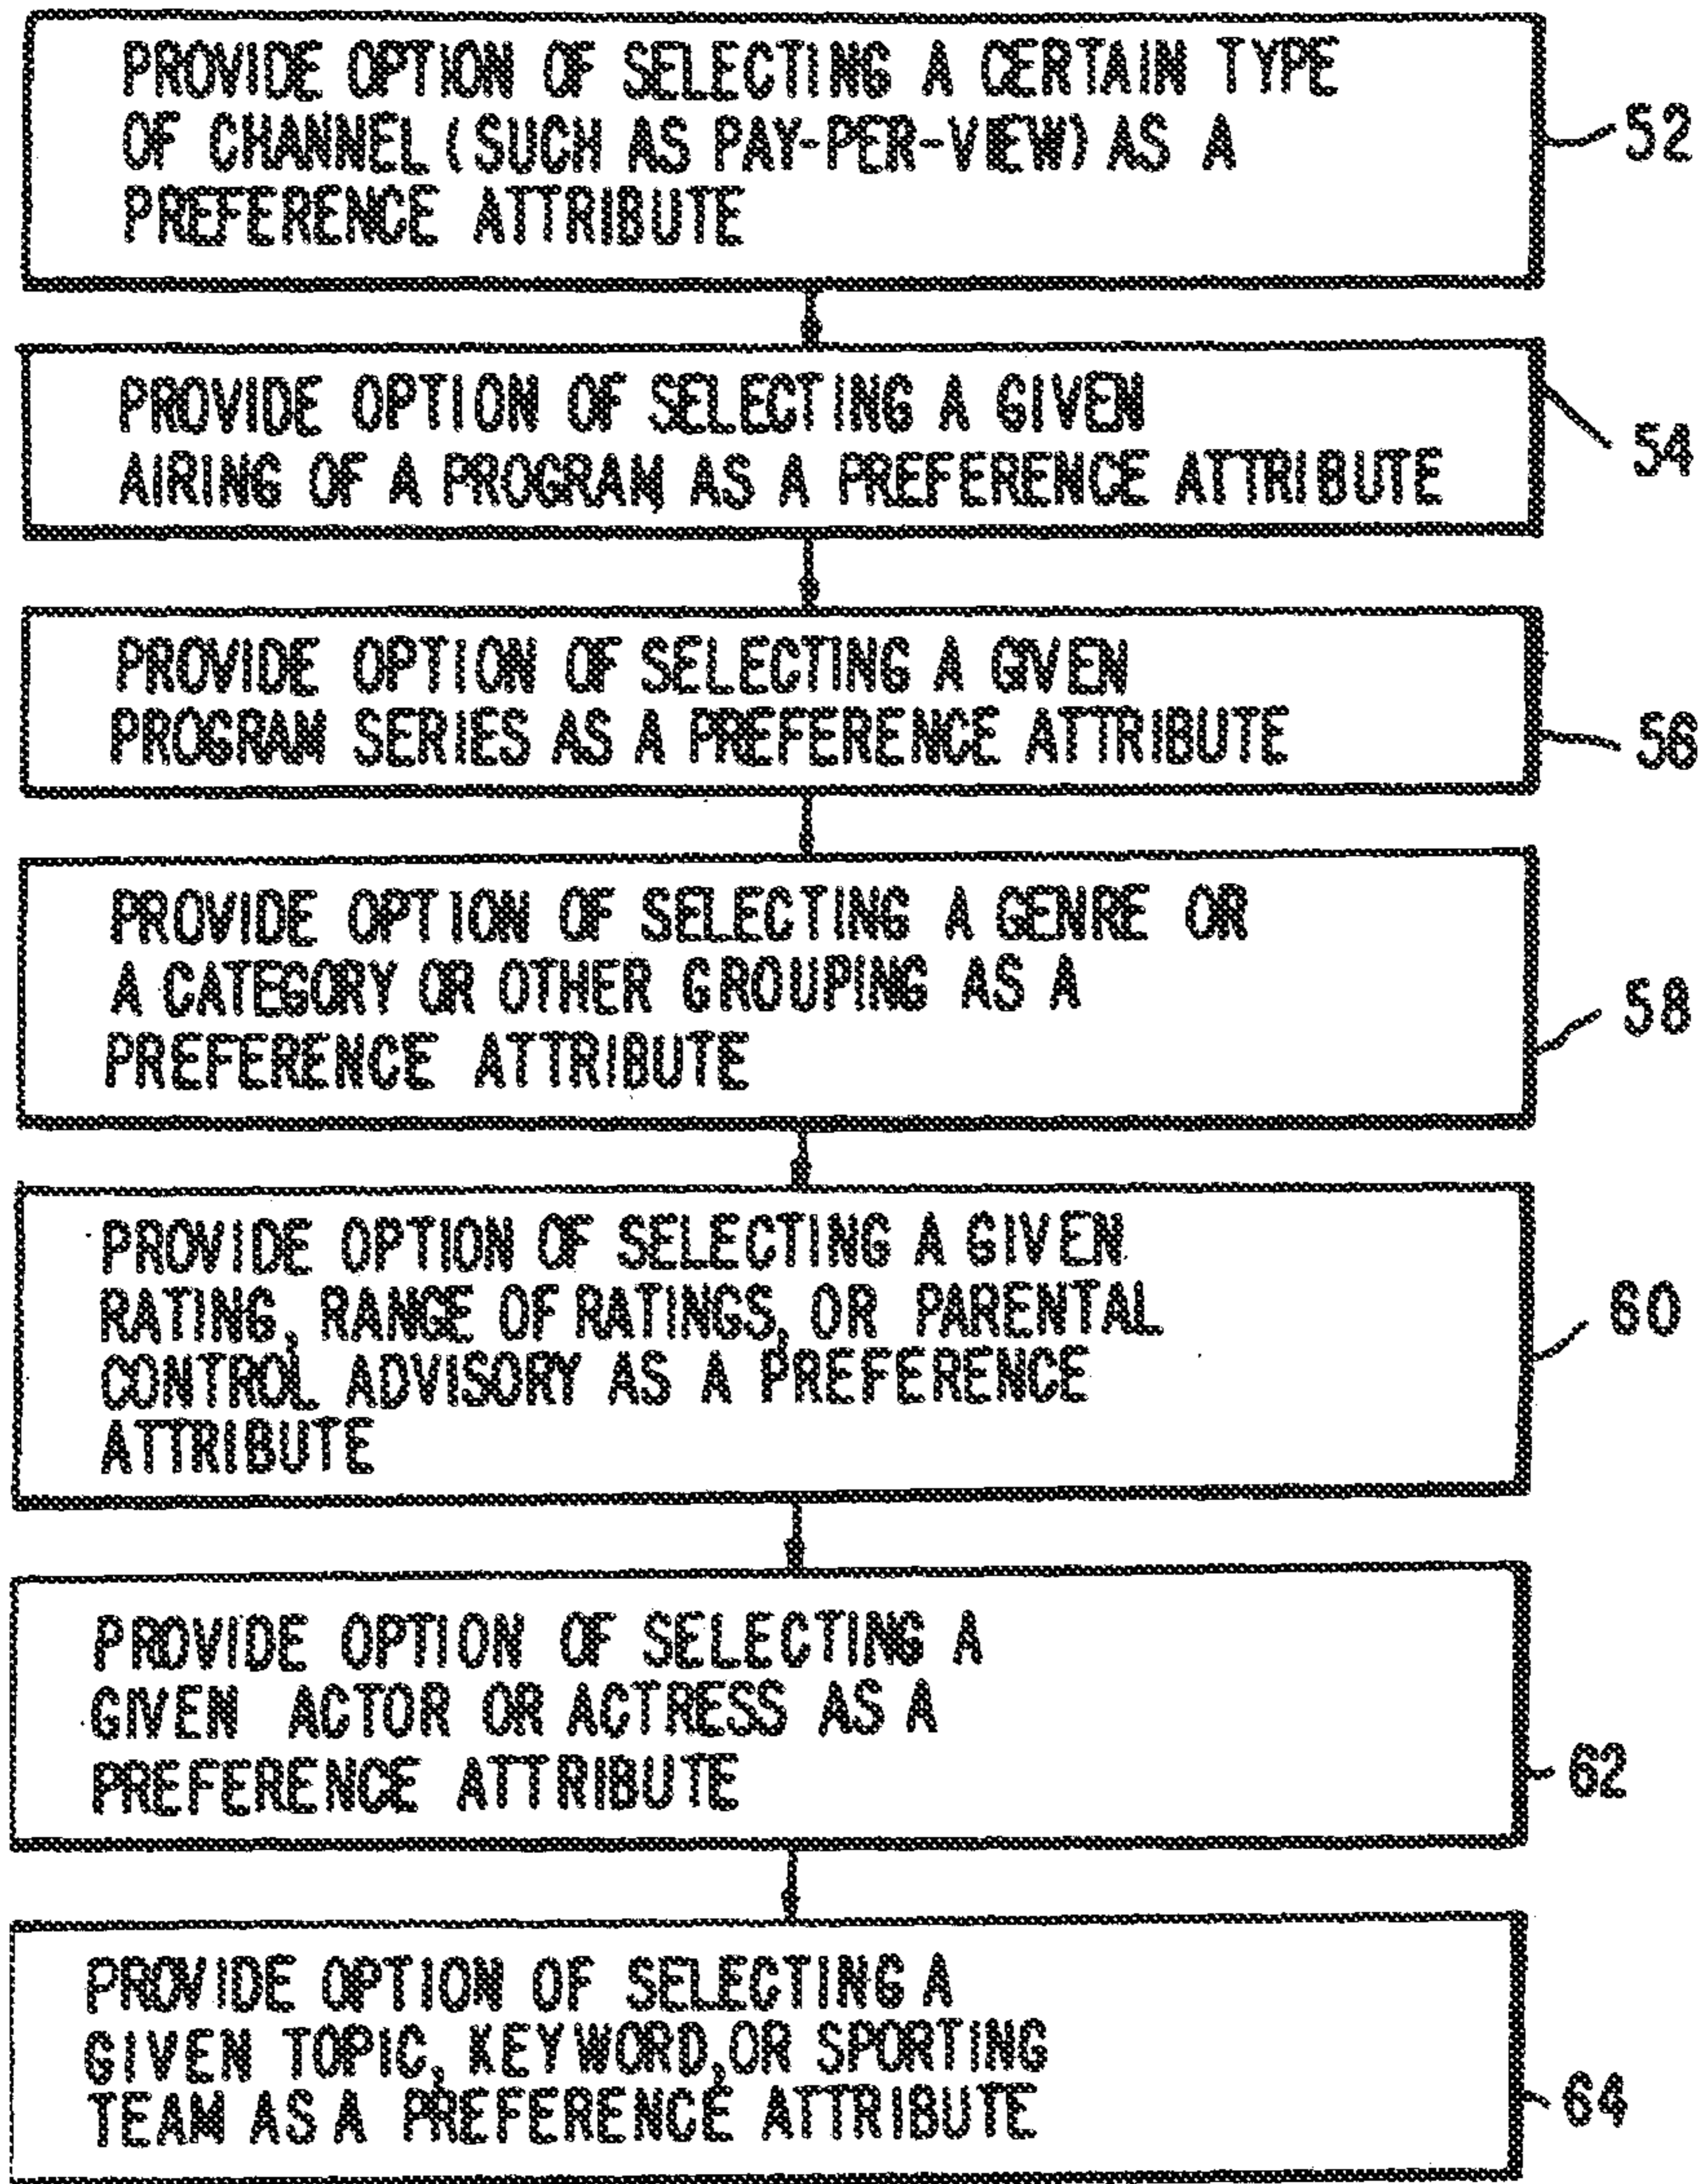 PROVIDE OPTION OF SELECTING A CERTAIN TYPE
OF CHANNEL (SUCH AS PAY-PER-VIEW) AS A
PREFERENCE ATTRIBUTE
52
PROVIDE OPTION OF SELECTING A GIVEN
AIRING OF A PROGRAM AS A PREFERENCE ATTRIBUTE
54
PROVIDE OPTION OF SELECTING A GIVEN
PROGRAM SERIES AS A PREFERENCE ATTRIBUTE
56
PROVIDE OPTION OF SELECTING A GENRE OR
A CATEGORY OR OTHER GROUPING AS A
PREFERENCE ATTRIBUTE
58
PROVIDE OPTION OF SELECTING A GIVEN
RATING, RANGE OF RATINGS, OR PARENTAL
CONTROL ADVISORY AS A PREFERENCE
ATTRIBUTE
60
PROVIDE OPTION OF SELECTING A
GIVEN ACTOR OR ACTRESS AS A
PREFERENCE ATTRIBUTE
62
PROVIDE OPTION OF SELECTING A
GIVEN TOPIC, KEYWORD, OR SPORTING
TEAM AS A PREFERENCE ATTRIBUTE
64